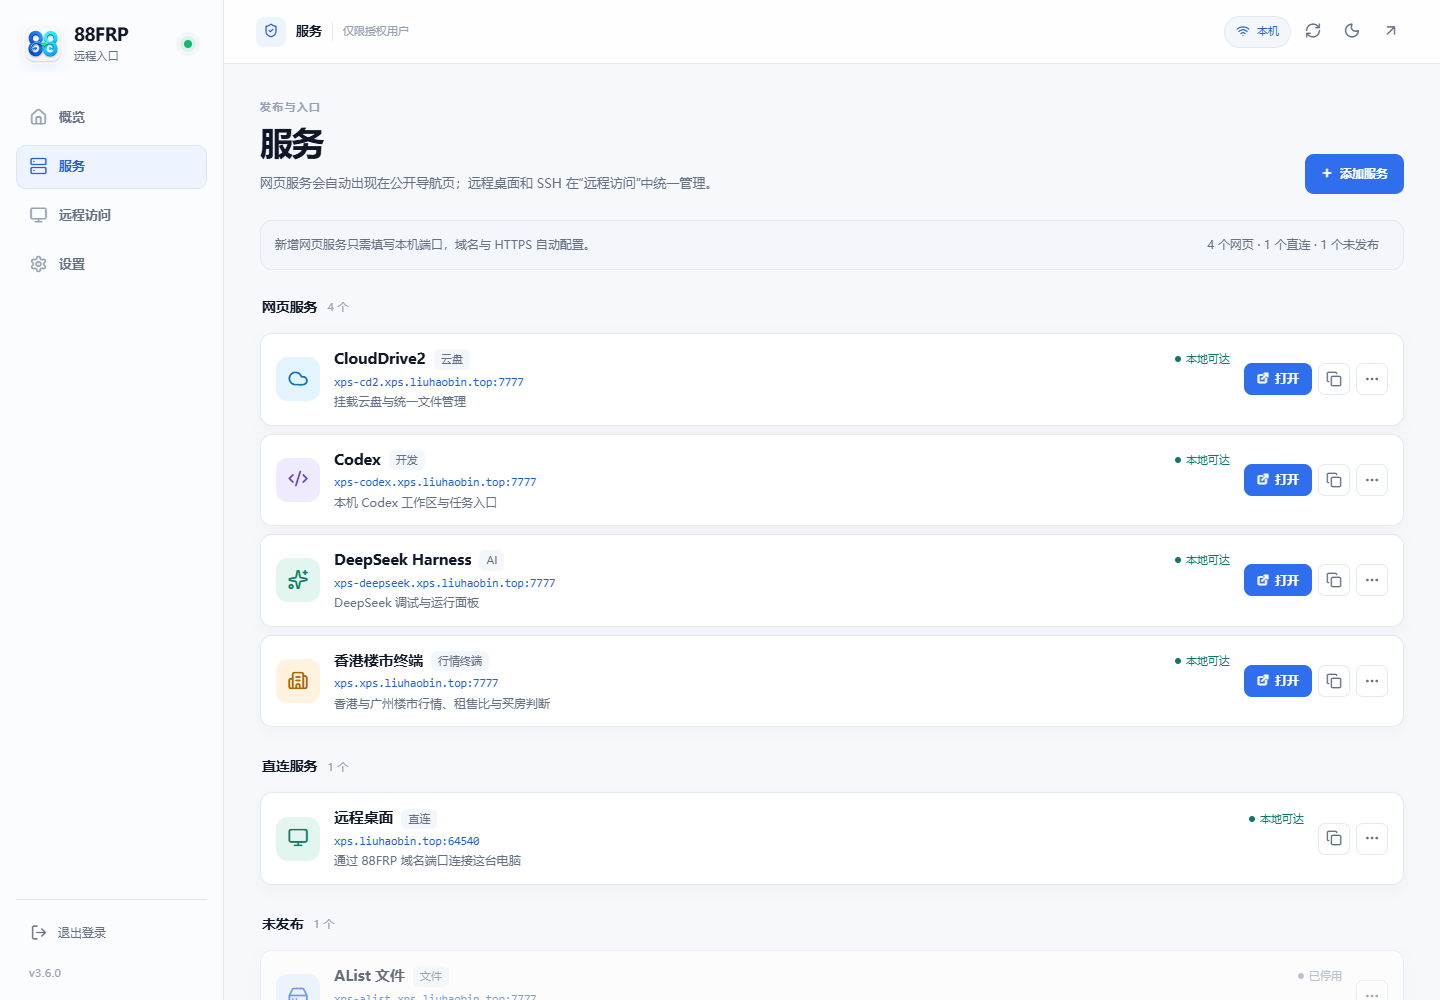 88FRP
远程入口
概览
服务
远程访问
设置
退出登录
v3.6.0
服务
仅限授权用户
本机
发布与入口
服务
网页服务会自动出现在公开导航页；远程桌面和 SSH 在“远程访问”中统一管理。
添加服务
新增网页服务只需填写本机端口，域名与 HTTPS 自动配置。
4 个网页 · 1 个直连 · 1 个未发布
网页服务 4 个
CloudDrive2 云盘
xps-cd2.xps.liuhaobin.top:7777
挂载云盘与统一文件管理
本地可达
打开
Codex 开发
xps-codex.xps.liuhaobin.top:7777
本机 Codex 工作区与任务入口
本地可达
打开
DeepSeek Harness AI
xps-deepseek.xps.liuhaobin.top:7777
DeepSeek 调试与运行面板
本地可达
打开
香港楼市终端 行情终端
xps.xps.liuhaobin.top:7777
香港与广州楼市行情、租售比与买房判断
本地可达
打开
直连服务 1 个
远程桌面 直连
xps.liuhaobin.top:64540
通过 88FRP 域名端口连接这台电脑
本地可达
未发布 1 个
AList 文件 文件
xps-alist.xps.liuhaobin.top:7777
已停用